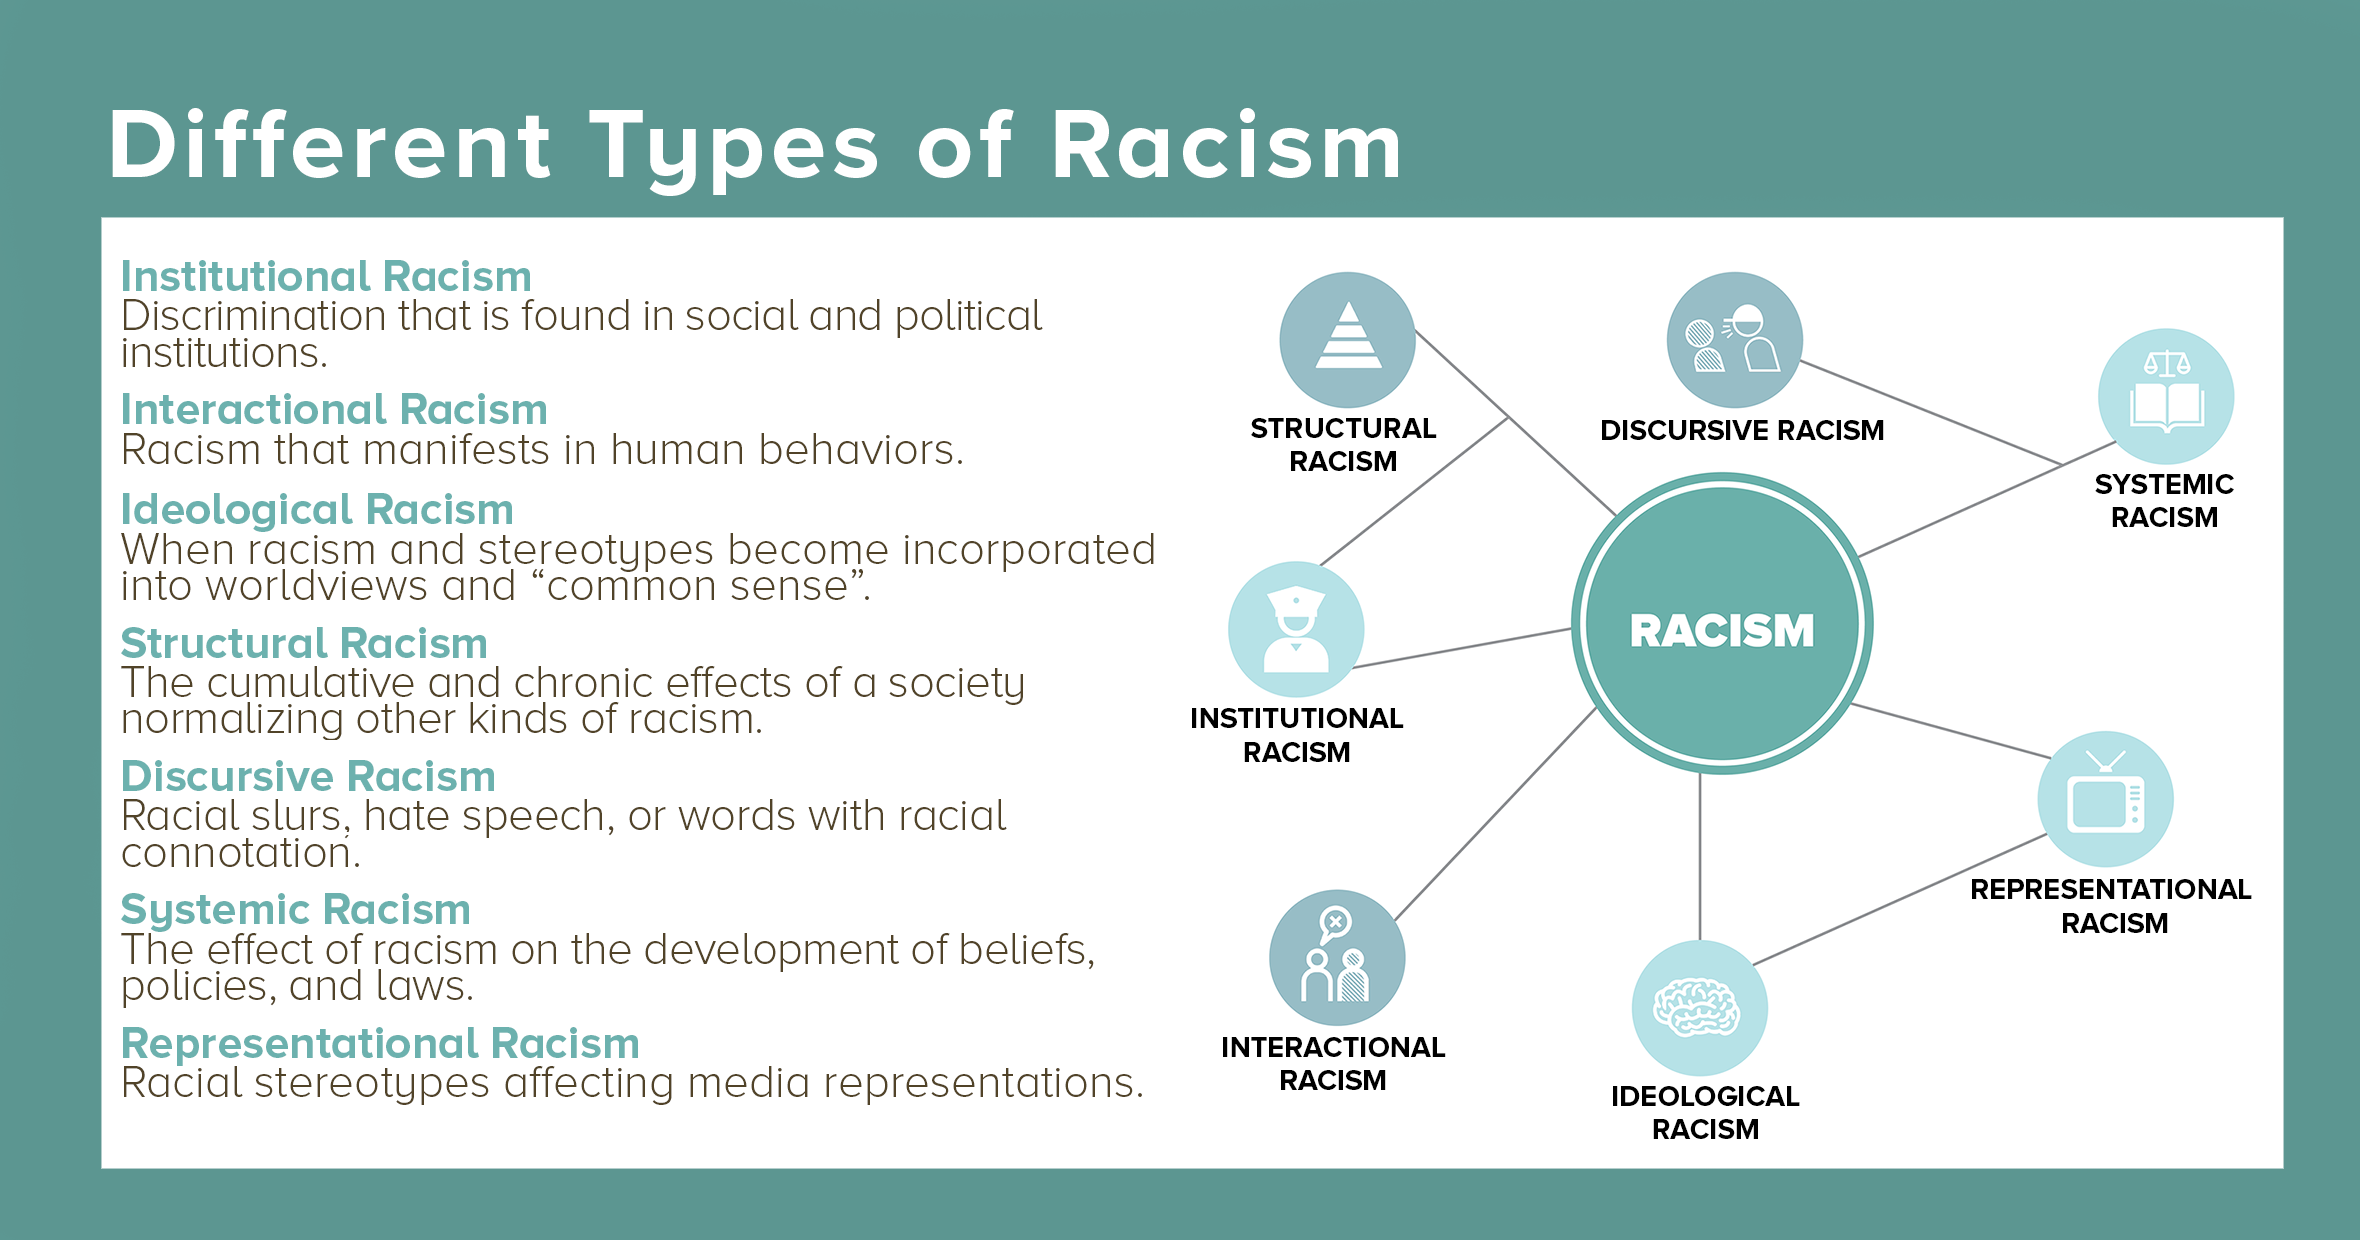 Different Types of Racism
Institutional Racism
Discrimination that is found in social and political
institutions.
Interactional Racism
Racism that manifests in human behaviors.
Ideological Racism
When racism and stereotypes become incorporated
into worldviews and “common sense”.
Structural Racism
The cumulative and chronic effects of a society
normalizing other kinds of racism.
Discursive Racism
Racial slurs, hate speech, or words with racial
connotation.
Systemic Racism
The effect of racism on the development of beliefs,
policies, and laws.
Representational Racism
Racial stereotypes affecting media representations.
STRUCTURAL
RACISM
DISCURSIVE RACISM
SYSTEMIC
RACISM
RACISM
INSTITUTIONAL
RACISM
REPRESENTATIONAL
RACISM
INTERACTIONAL
RACISM
IDEOLOGICAL
RACISM